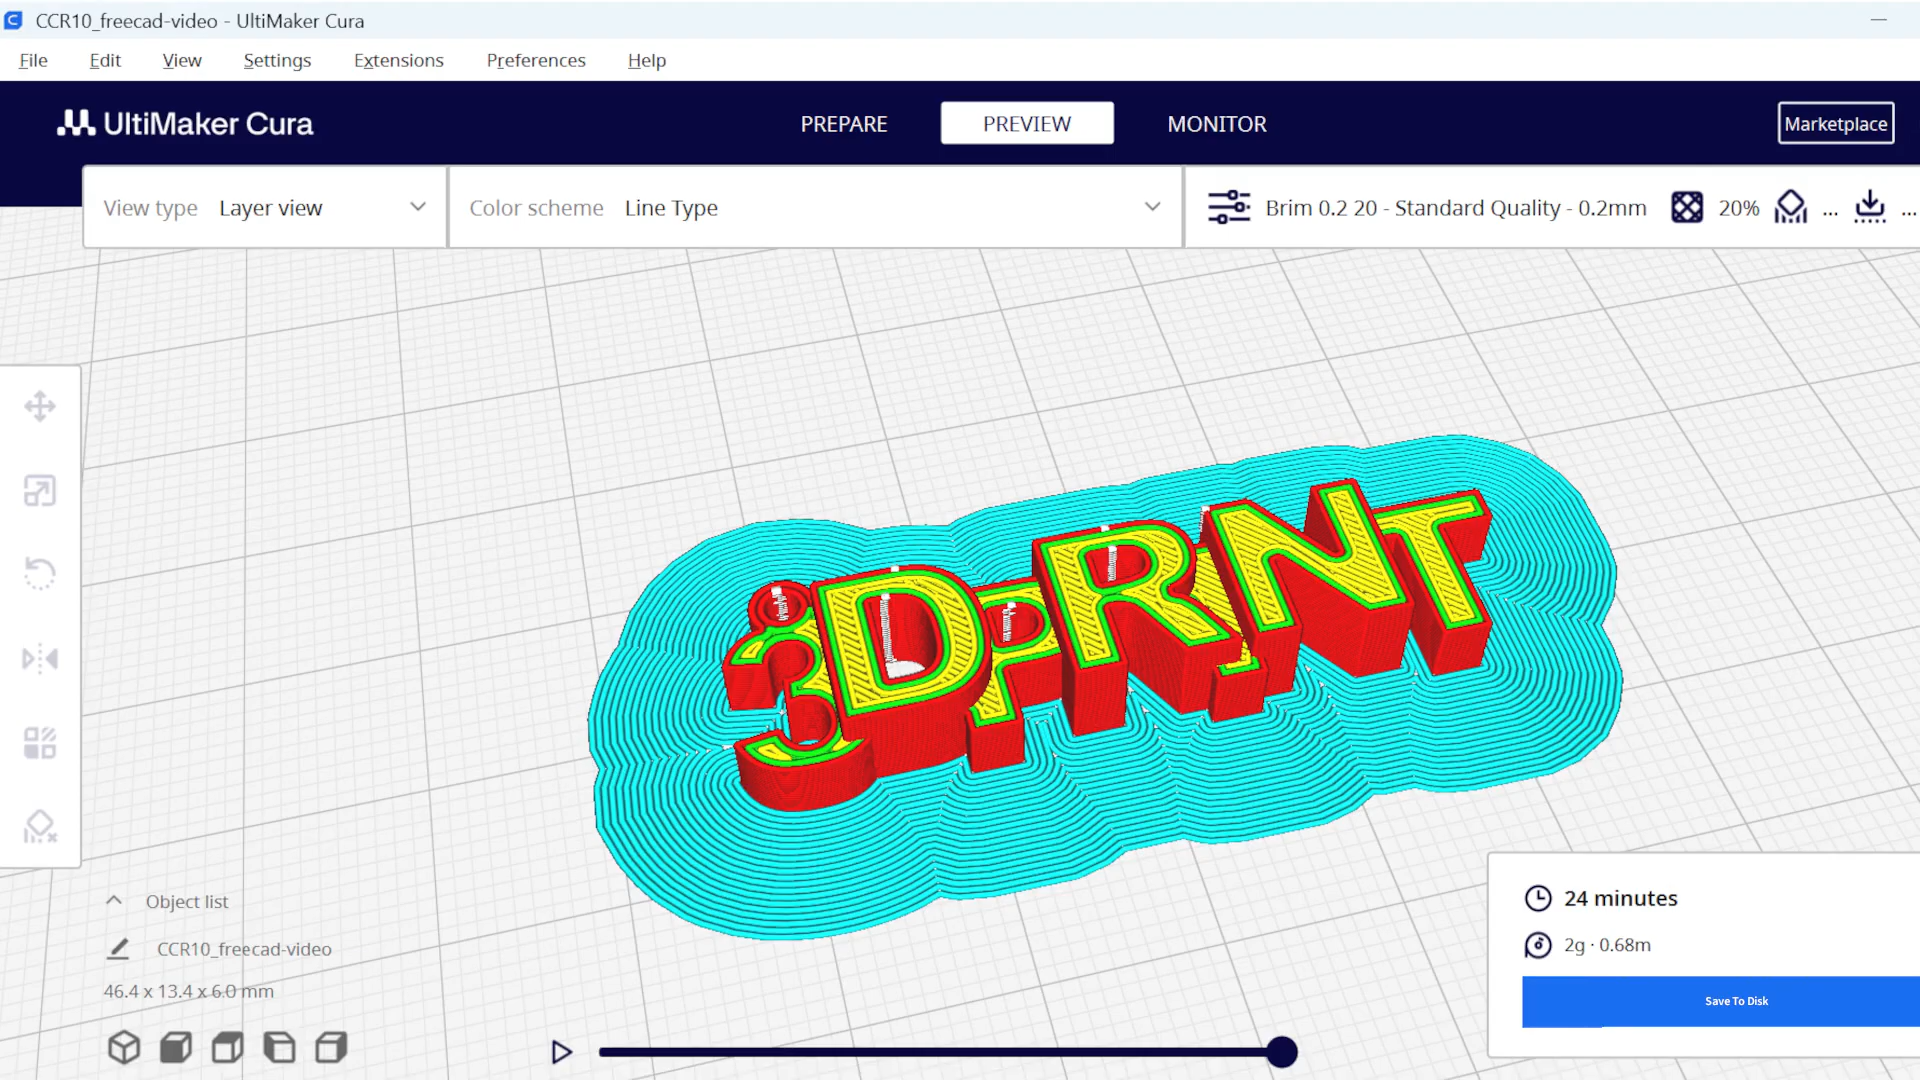 CCR10_freecad-video - UltiMaker Cura
File Edit View Settings Extensions Preferences Help
UltiMaker Cura PREPARE PREVIEW MONITOR Marketplace
View type Layer view Color scheme Line Type Brim 0.2 20 - Standard Quality - 0.2mm 20% ... ...
3DPRINT
Object list
CCR10_freecad-video
46.4 x 13.4 x 6.0 mm
24 minutes
2g · 0.68m
Save To Disk